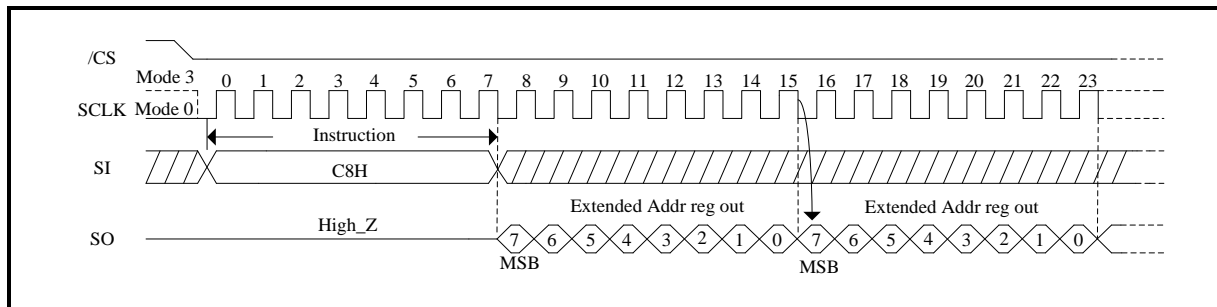 /CS
Mode 3
0 1 2 3 4 5 6 7 8 9 10 11 12 13 14 15 16 17 18 19 20 21 22 23
SCLK Mode 0
Instruction
SI C8H
High_Z Extended Addr reg out Extended Addr reg out
SO 7 6 5 4 3 2 1 0 7 6 5 4 3 2 1 0
MSB MSB